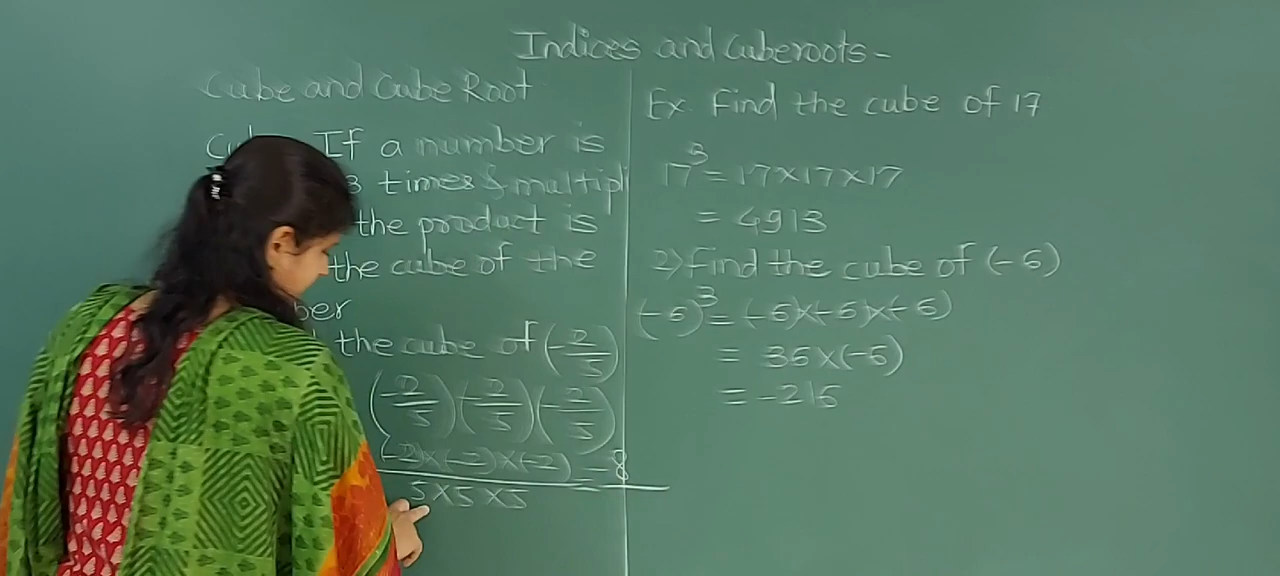 Indices and Cuberoots-
Cube and Cube Root
If a number is
3 times & multipl
the product is
the cube of the
ber
the cube of (-2/5)
(-2/5)(-2/5)(-2/5)
(-2)×(-2)×(-2) = -8
5×5×5
Ex. Find the cube of 17
17³ = 17×17×17
= 4913
2) Find the cube of (-6)
(-6)³ = (-6)×(-6)×(-6)
= 36×(-6)
= -216